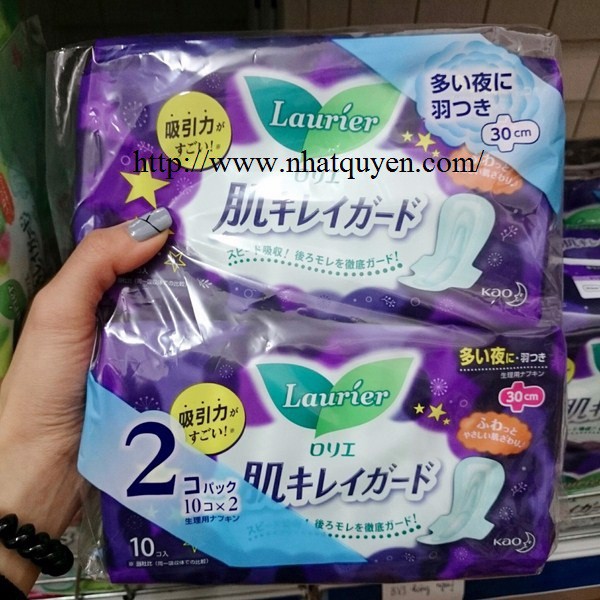 多い夜に
羽つき
30cm
Laurier
吸引力が
すごい!※
http://www.nhatquyen.com/
ロリエ
肌キレイガード
スピード吸収! 後ろモレを徹底ガード!
Kao
多い夜に・羽つき
生理用ナプキン
30cm
Laurier
吸引力が
すごい!※
ふわっと
やさしい肌ざわり
ロリエ
肌キレイガード
後ろモレを徹底ガード!
2コパック
10コ×2
生理用ナプキン
10コ入
Kao